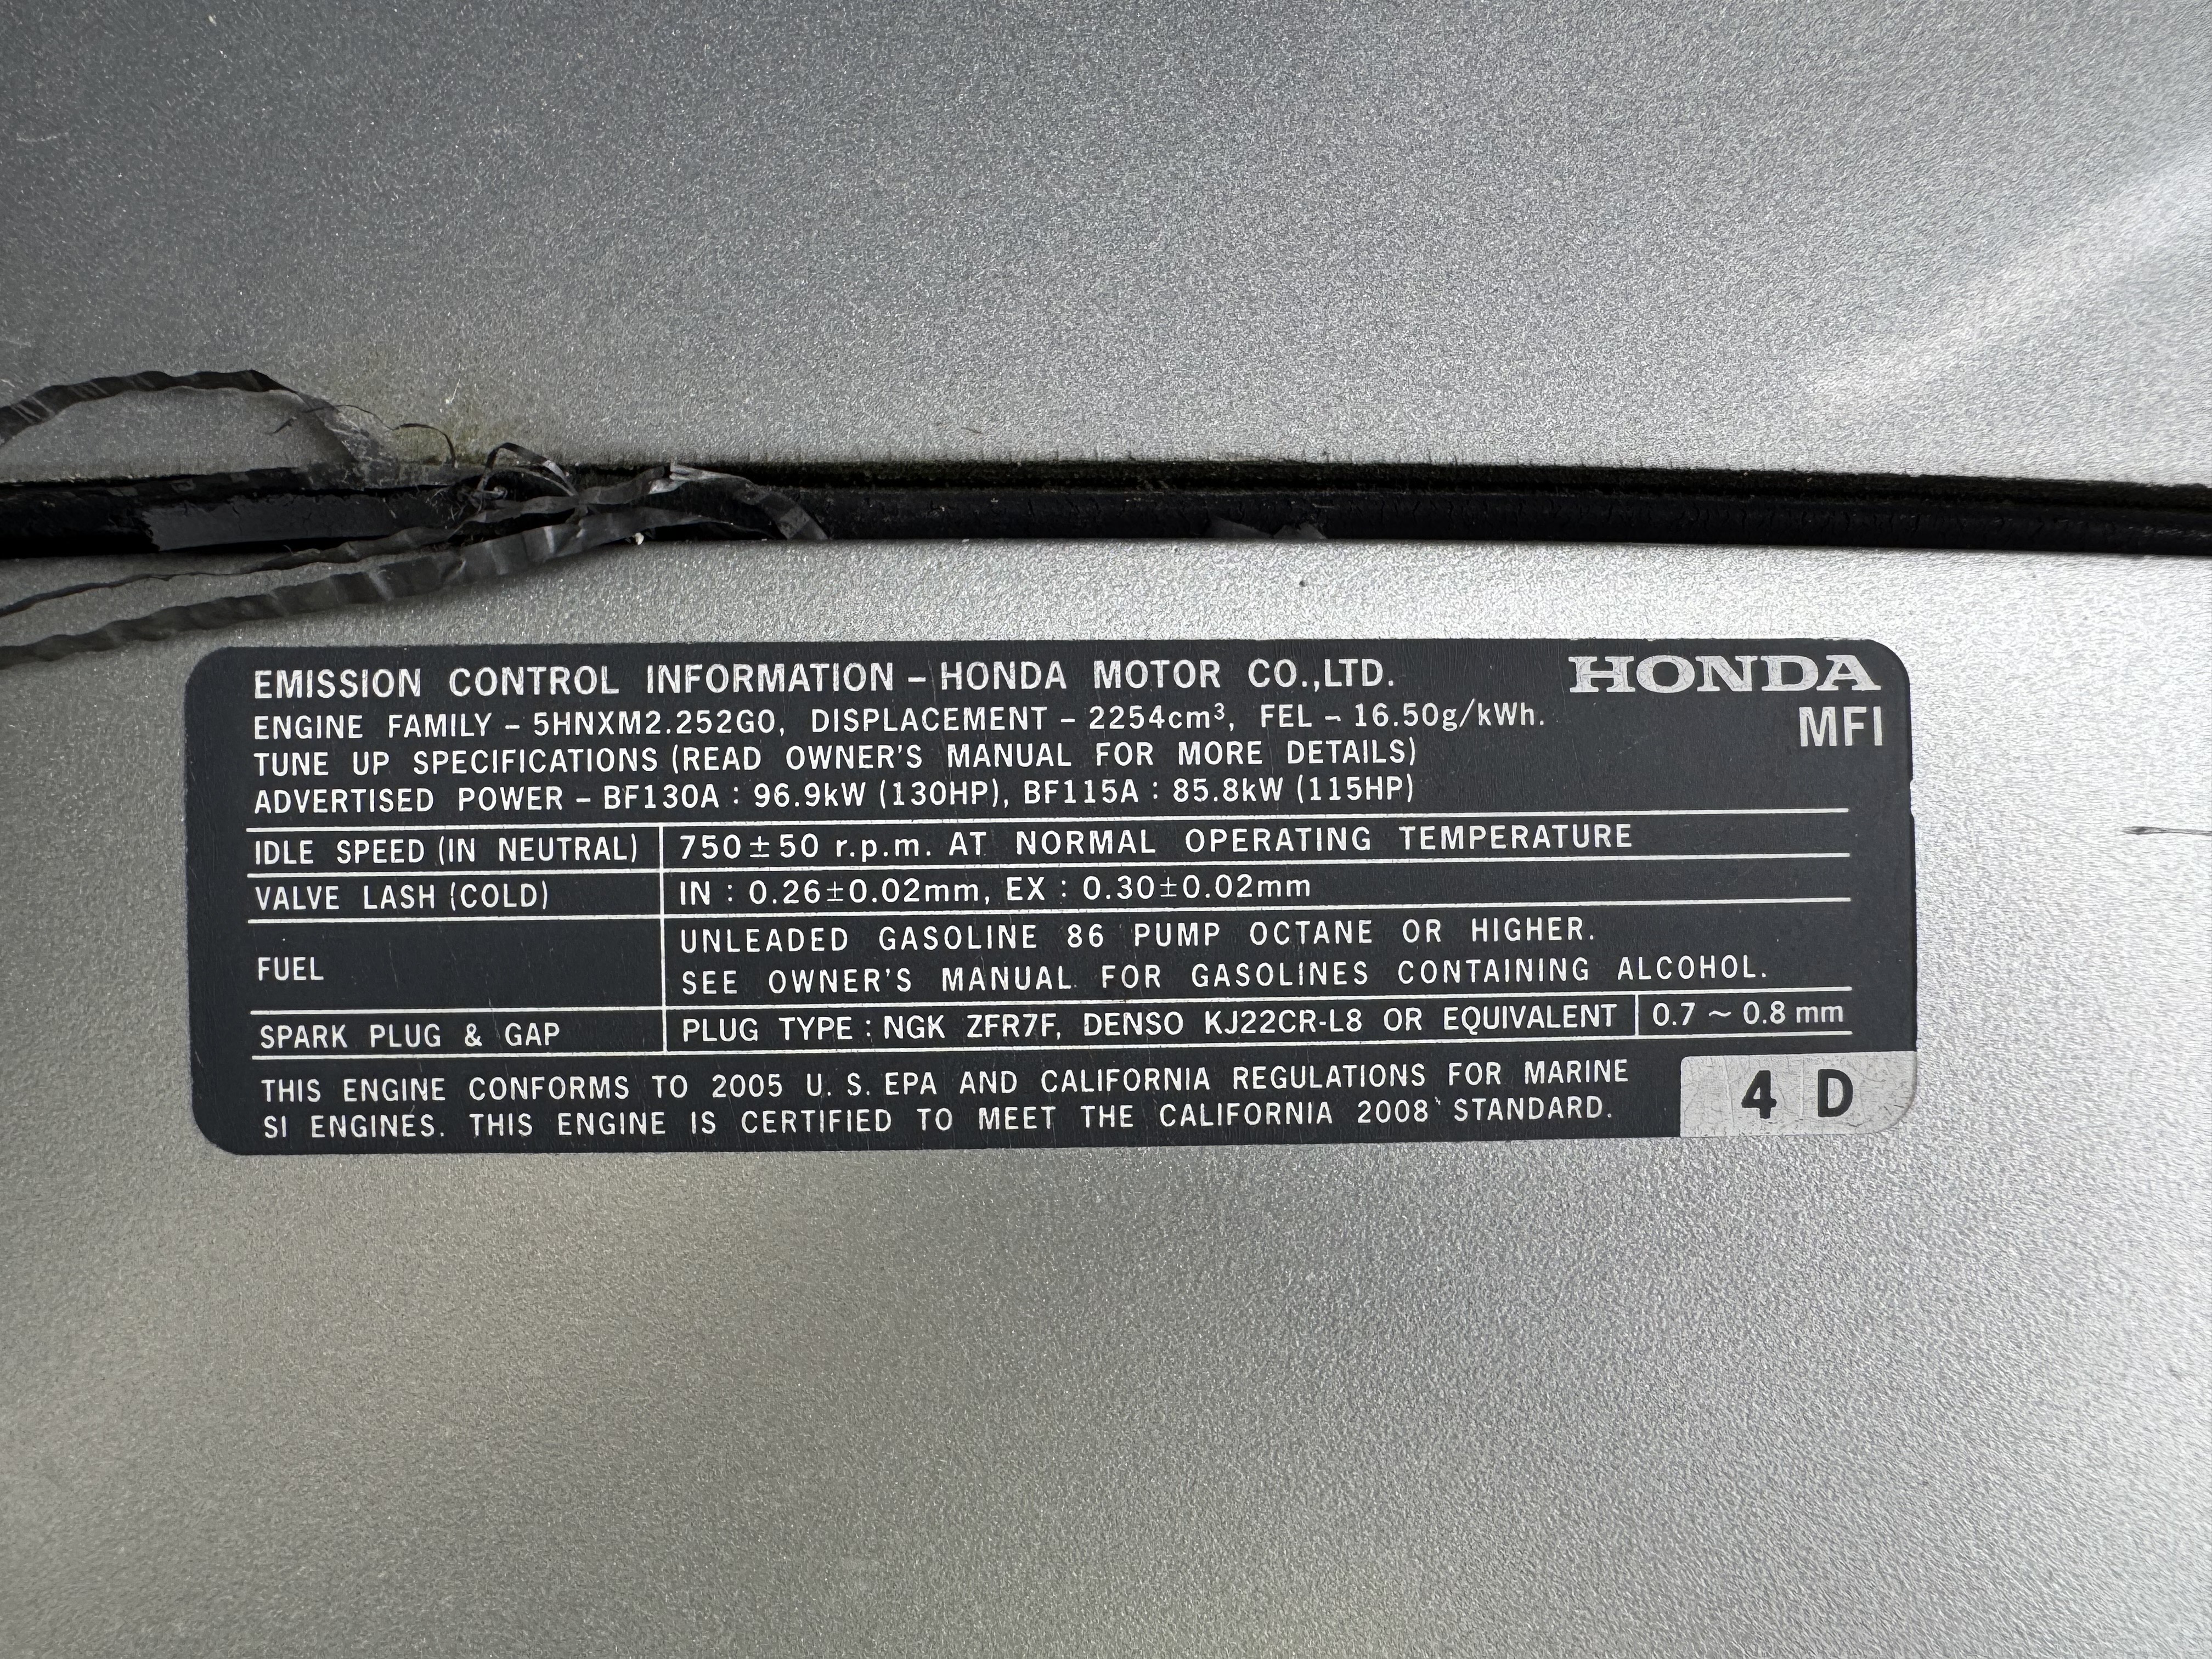 EMISSION CONTROL INFORMATION – HONDA MOTOR CO.,LTD.
HONDA
ENGINE FAMILY – 5HNXM2.252G0, DISPLACEMENT – 2254cm³, FEL – 16.50g/kWh.
MFI
TUNE UP SPECIFICATIONS (READ OWNER'S MANUAL FOR MORE DETAILS)
ADVERTISED POWER – BF130A : 96.9kW (130HP), BF115A : 85.8kW (115HP)
IDLE SPEED (IN NEUTRAL) 750±50 r.p.m. AT NORMAL OPERATING TEMPERATURE
VALVE LASH (COLD) IN : 0.26±0.02mm, EX : 0.30±0.02mm
FUEL UNLEADED GASOLINE 86 PUMP OCTANE OR HIGHER.
SEE OWNER'S MANUAL FOR GASOLINES CONTAINING ALCOHOL.
SPARK PLUG & GAP PLUG TYPE : NGK ZFR7F, DENSO KJ22CR-L8 OR EQUIVALENT 0.7 ~ 0.8 mm
THIS ENGINE CONFORMS TO 2005 U. S. EPA AND CALIFORNIA REGULATIONS FOR MARINE
SI ENGINES. THIS ENGINE IS CERTIFIED TO MEET THE CALIFORNIA 2008 STANDARD.
4 D